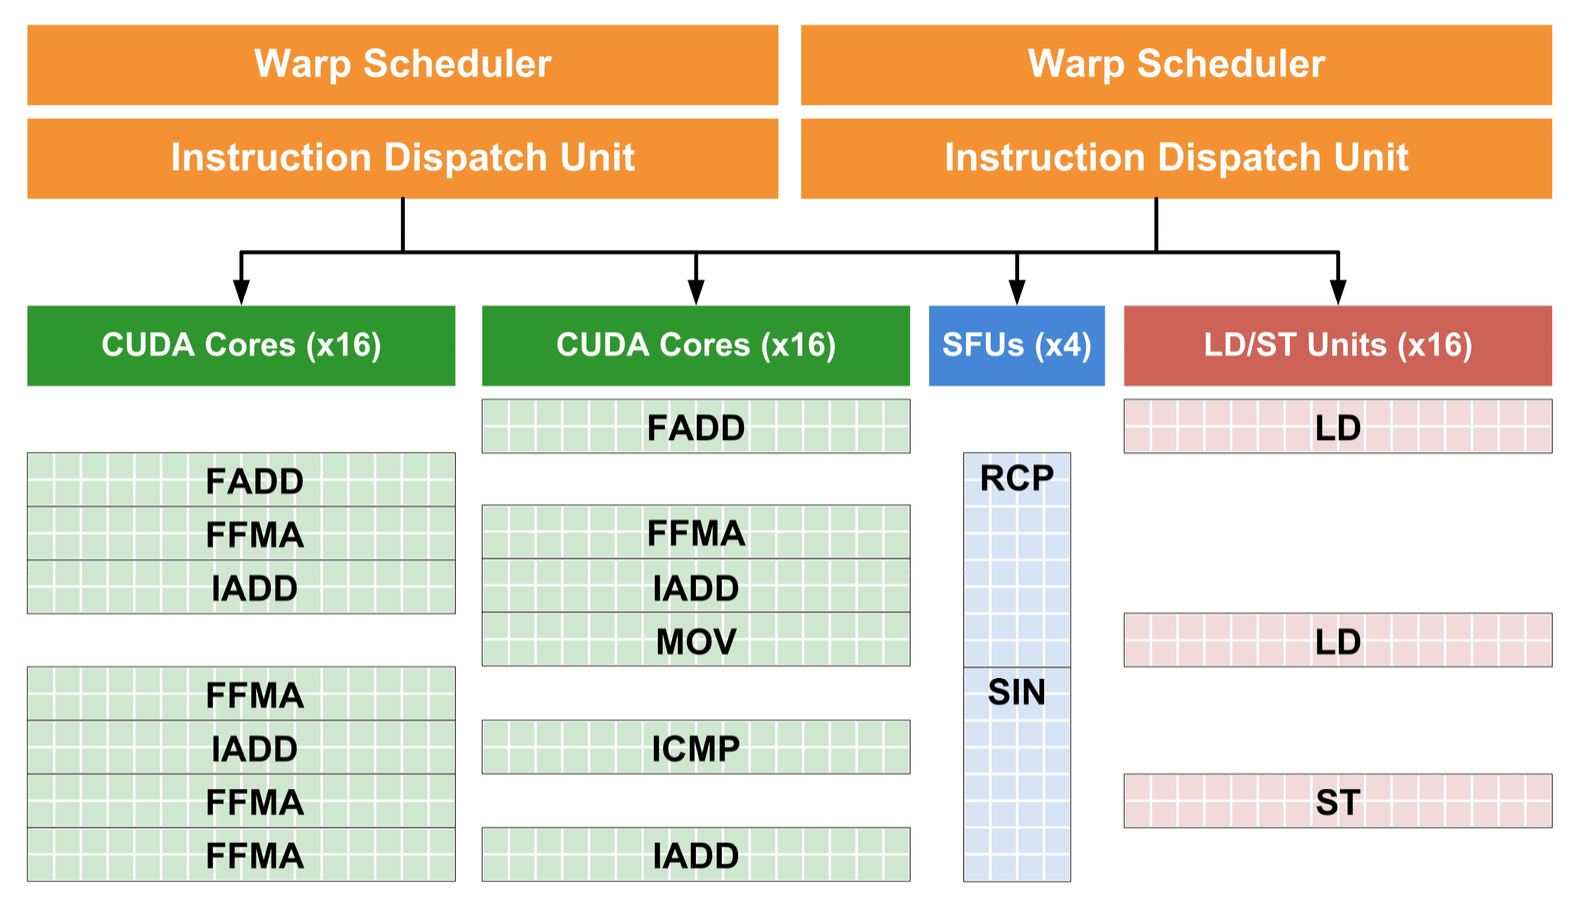 Warp Scheduler
Warp Scheduler
Instruction Dispatch Unit
Instruction Dispatch Unit
CUDA Cores (x16)
CUDA Cores (x16)
SFUs (x4)
LD/ST Units (x16)
FADD
LD
FADD
RCP
FFMA
FFMA
IADD
IADD
MOV
LD
FFMA
SIN
IADD
ICMP
FFMA
ST
FFMA
IADD